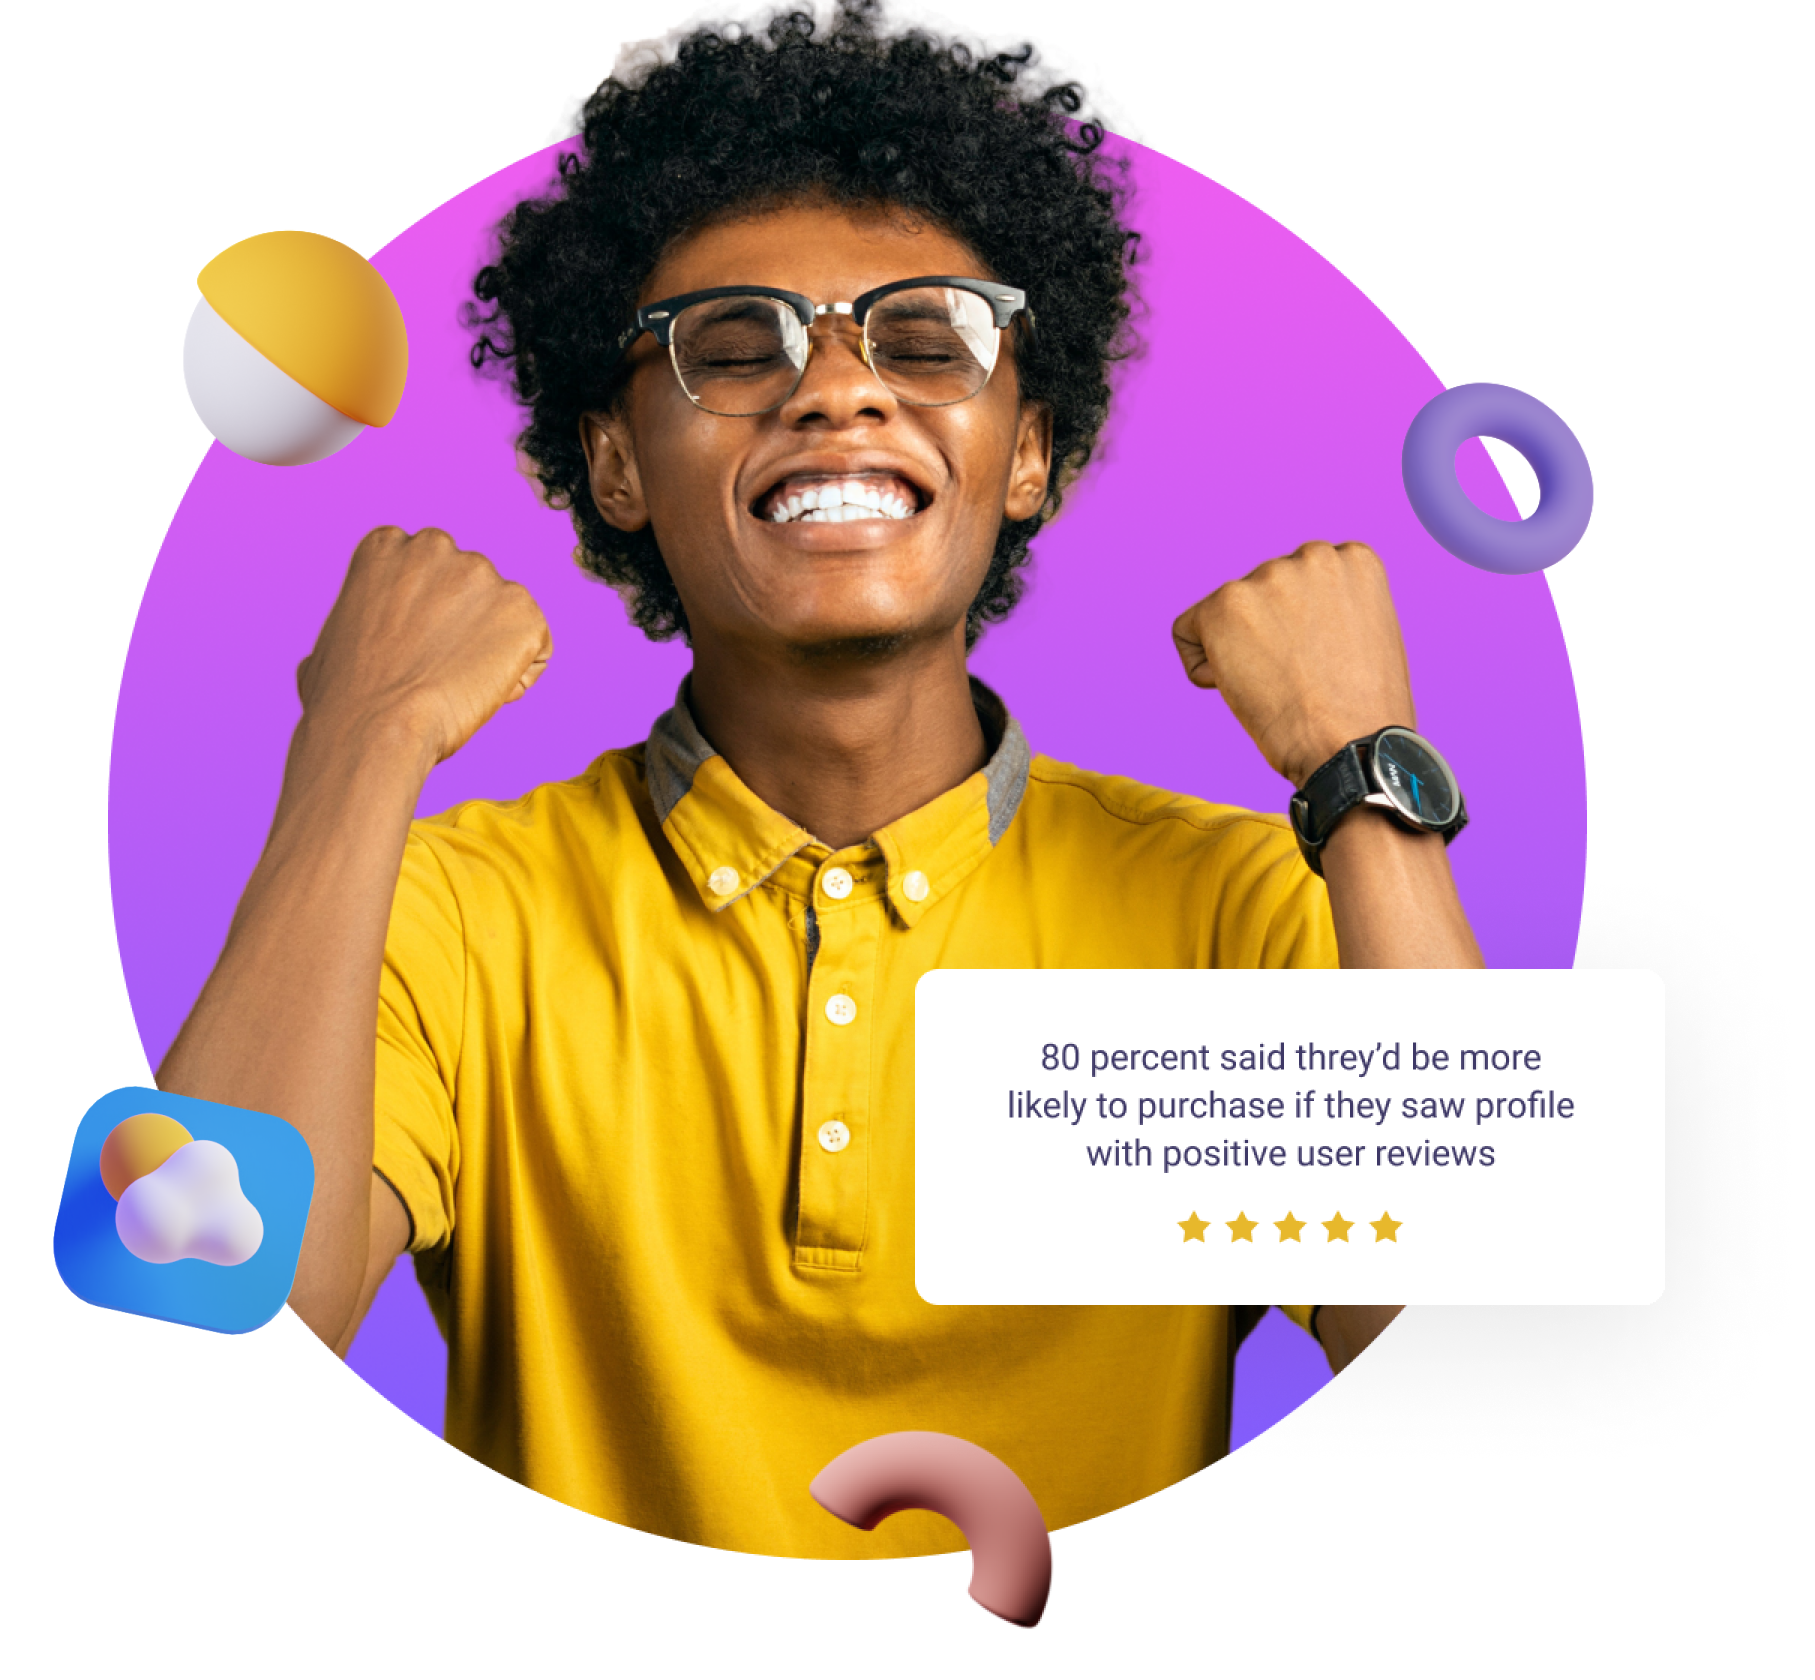 80 percent said threy’d be more
likely to purchase if they saw profile
with positive user reviews